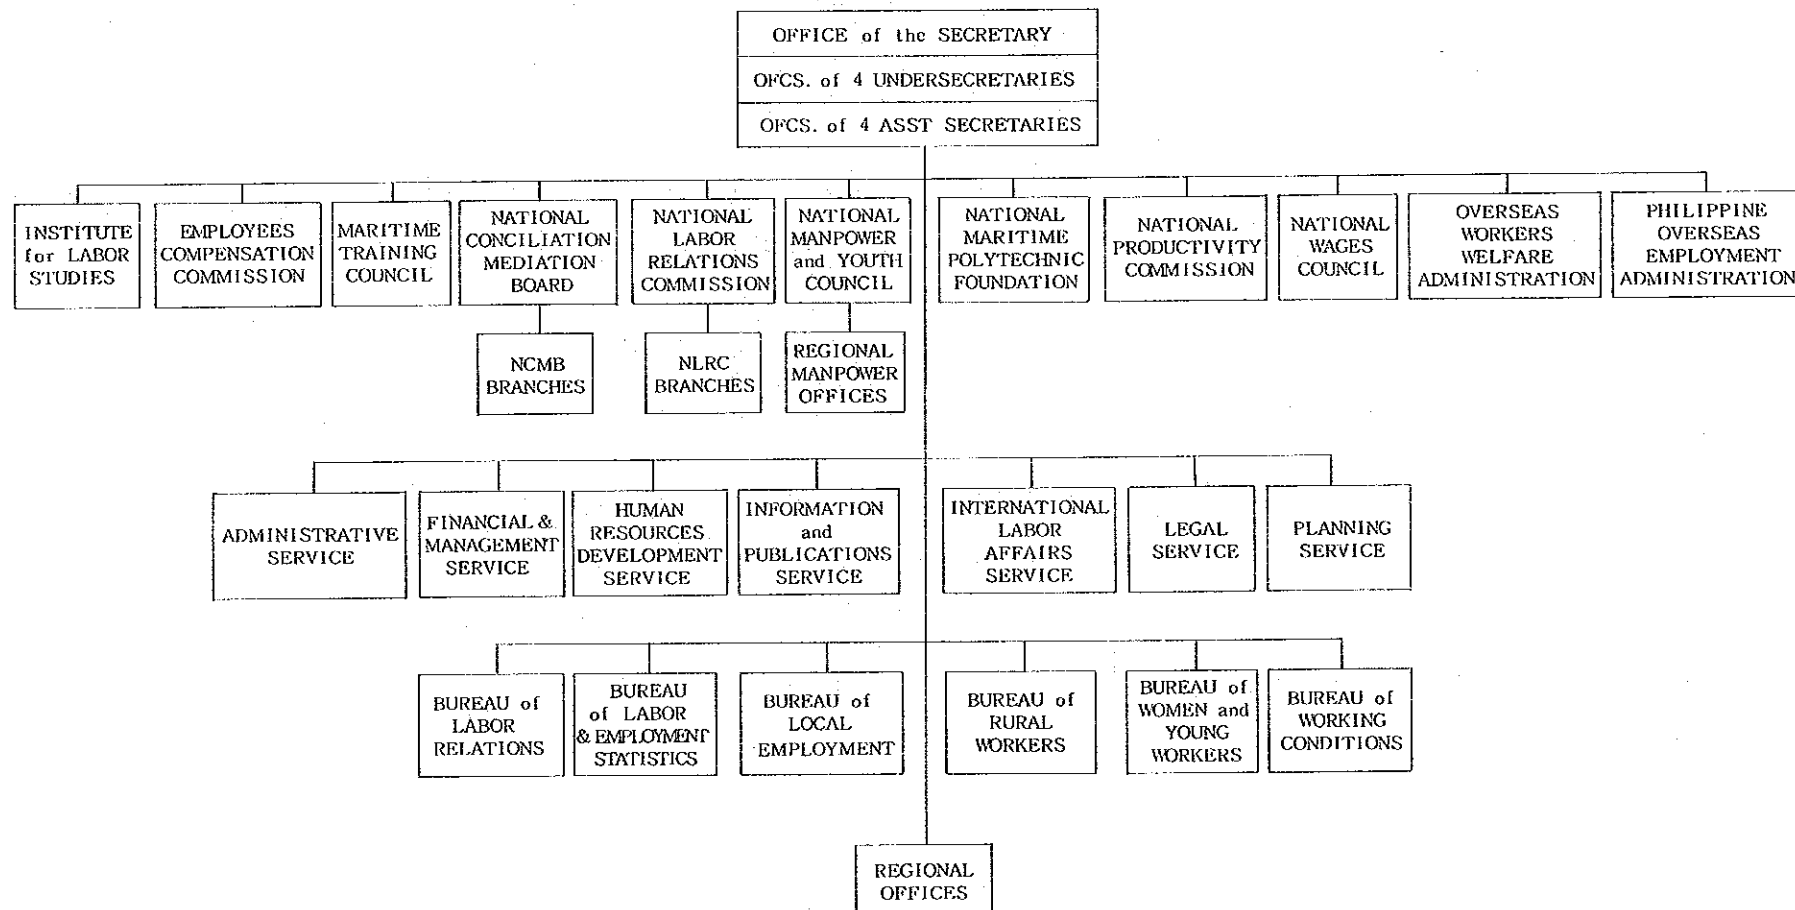 OFFICE of the SECRETARY
OFCS. of 4 UNDERSECRETARIES
OFCS. of 4 ASST SECRETARIES
INSTITUTE
for LABOR
STUDIES
EMPLOYEES
COMPENSATION
COMMISSION
MARITIME
TRAINING
COUNCIL
NATIONAL
CONCILIATION
MEDIATION
BOARD
NATIONAL
LABOR
RELATIONS
COMMISSION
NATIONAL
MANPOWER
and YOUTH
COUNCIL
NATIONAL
MARITIME
POLYTECHNIC
FOUNDATION
NATIONAL
PRODUCTIVITY
COMMISSION
NATIONAL
WAGES
COUNCIL
OVERSEAS
WORKERS
WELFARE
ADMINISTRATION
PHILIPPINE
OVERSEAS
EMPLOYMENT
ADMINISTRATION
NCMB
BRANCHES
NLRC
BRANCHES
REGIONAL
MANPOWER
OFFICES
ADMINISTRATIVE
SERVICE
FINANCIAL &
MANAGEMENT
SERVICE
HUMAN
RESOURCES
DEVELOPMENT
SERVICE
INFORMATION
and
PUBLICATIONS
SERVICE
INTERNATIONAL
LABOR
AFFAIRS
SERVICE
LEGAL
SERVICE
PLANNING
SERVICE
BUREAU of
LABOR
RELATIONS
BUREAU
of LABOR
& EMPLOYMENT
STATISTICS
BUREAU of
LOCAL
EMPLOYMENT
BUREAU of
RURAL
WORKERS
BUREAU of
WOMEN and
YOUNG
WORKERS
BUREAU of
WORKING
CONDITIONS
REGIONAL
OFFICES